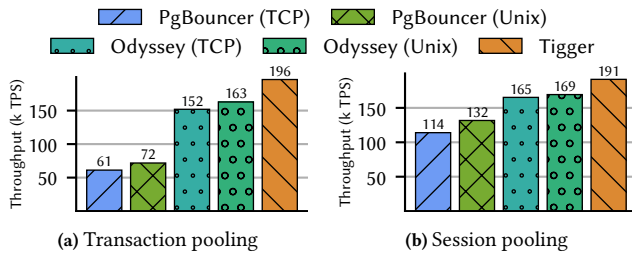 PgBouncer (TCP) PgBouncer (Unix)
Odyssey (TCP) Odyssey (Unix) Tigger
Throughput (k TPS)
150
100
50
61
72
152
163
196
(a) Transaction pooling
Throughput (k TPS)
150
100
50
114
132
165
169
191
(b) Session pooling